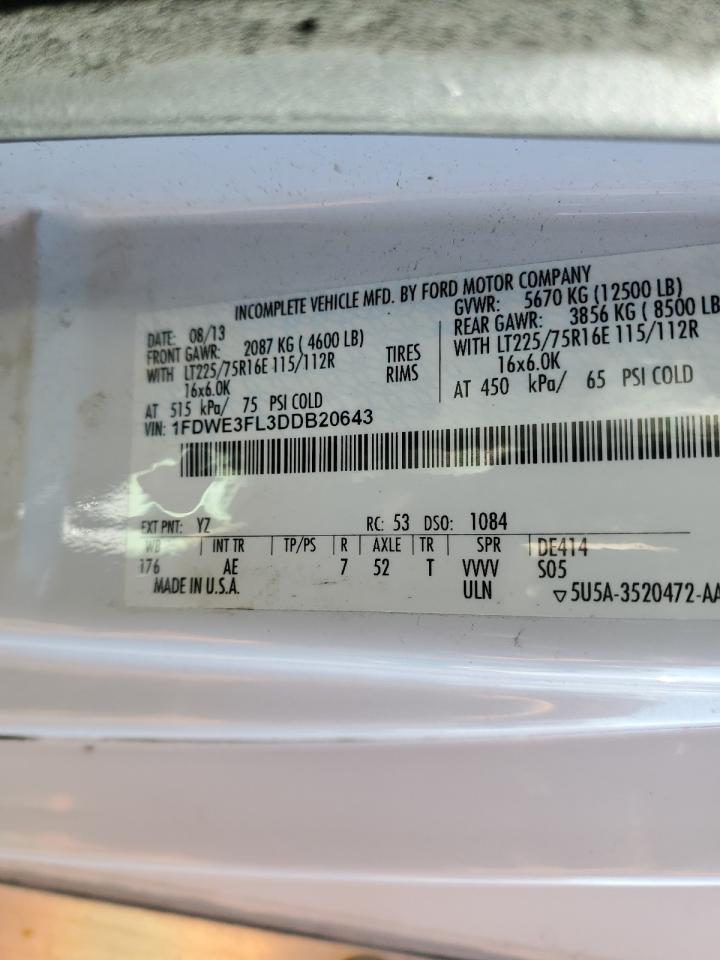 INCOMPLETE VEHICLE MFD. BY FORD MOTOR COMPANY
DATE: 08/13 GVWR: 5670 KG (12500 LB)
FRONT GAWR: 2087 KG ( 4600 LB) REAR GAWR: 3856 KG ( 8500 LB
WITH LT225/75R16E 115/112R TIRES WITH LT225/75R16E 115/112R
16x6.0K RIMS 16x6.0K
AT 515 kPa/ 75 PSI COLD AT 450 kPa/ 65 PSI COLD
VIN: 1FDWE3FL3DDB20643
EXT PNT: YZ RC: 53 DSO: 1084
WB | INT TR | TP/PS | R | AXLE | TR | SPR DE414
176 AE 7 52 T VVVV S05
MADE IN U.S.A. ULN ▽5U5A-3520472-AA